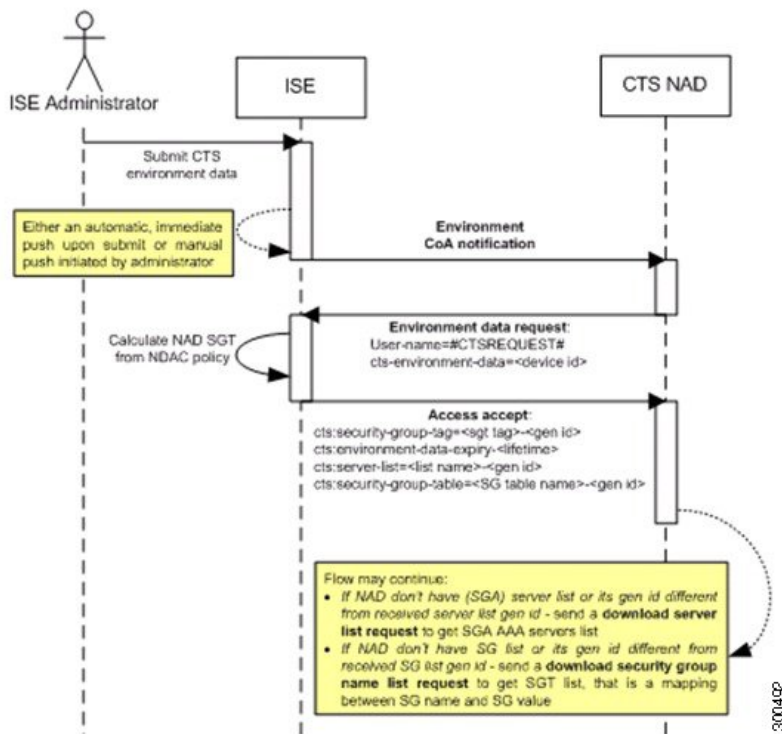 ISE Administrator
ISE
CTS NAD
Submit CTS
environment data
Either an automatic, immediate
push upon submit or manual
push initiated by administrator
Environment
CoA notification
Calculate NAD SGT
from NDAC policy
Environment data request:
User-name=#CTSREQUEST#
cts-environment-data=<device id>
Access accept:
cts:security-group-tag=<sgt tag>-<gen id>
cts:environment-data-expiry-<lifetime>
cts:server-list=<list name>-<gen id>
cts:security-group-table=<SG table name>-<gen id>
Flow may continue:
• If NAD don't have (SGA) server list or its gen id different
from received server list gen id - send a download server
list request to get SGA AAA servers list
• If NAD don't have SG list or its gen id different from
received SG list gen id - send a download security group
name list request to get SGT list, that is a mapping
between SG name and SG value
300492